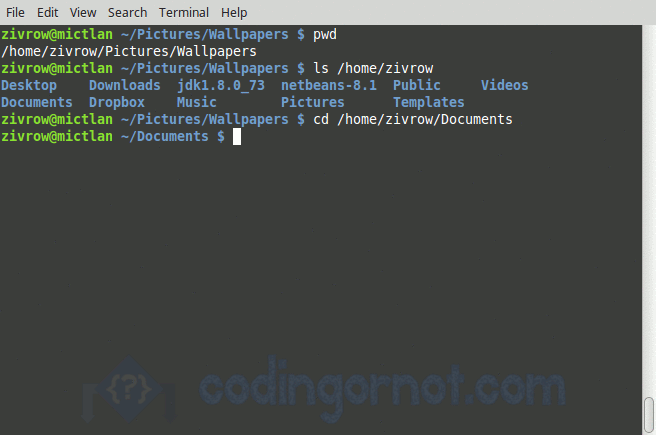 File Edit View Search Terminal Help
zivrow@mictlan ~/Pictures/Wallpapers $ pwd
/home/zivrow/Pictures/Wallpapers
zivrow@mictlan ~/Pictures/Wallpapers $ ls /home/zivrow
Desktop Downloads jdk1.8.0_73 netbeans-8.1 Public Videos
Documents Dropbox Music Pictures Templates
zivrow@mictlan ~/Pictures/Wallpapers $ cd /home/zivrow/Documents
zivrow@mictlan ~/Documents $
{?} codingornot.com